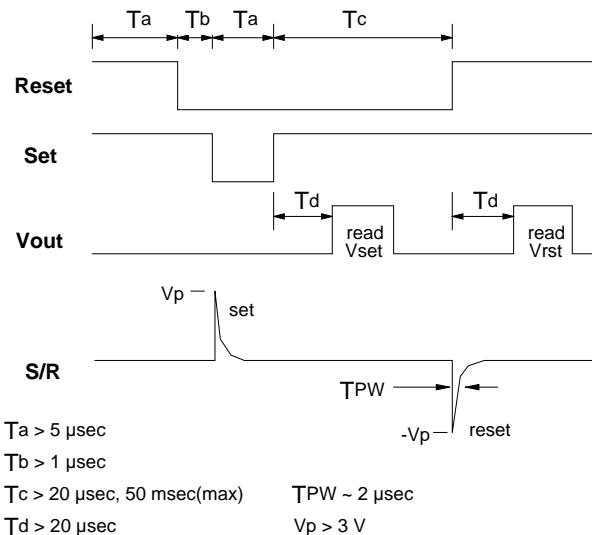 Ta Tb Ta Tc
Reset
Set
Td Td
Vout read Vset read Vrst
Vp set
S/R
TPW
-Vp reset
Ta > 5 µsec
Tb > 1 µsec
Tc > 20 µsec, 50 msec(max) TPW ~ 2 µsec
Td > 20 µsec Vp > 3 V